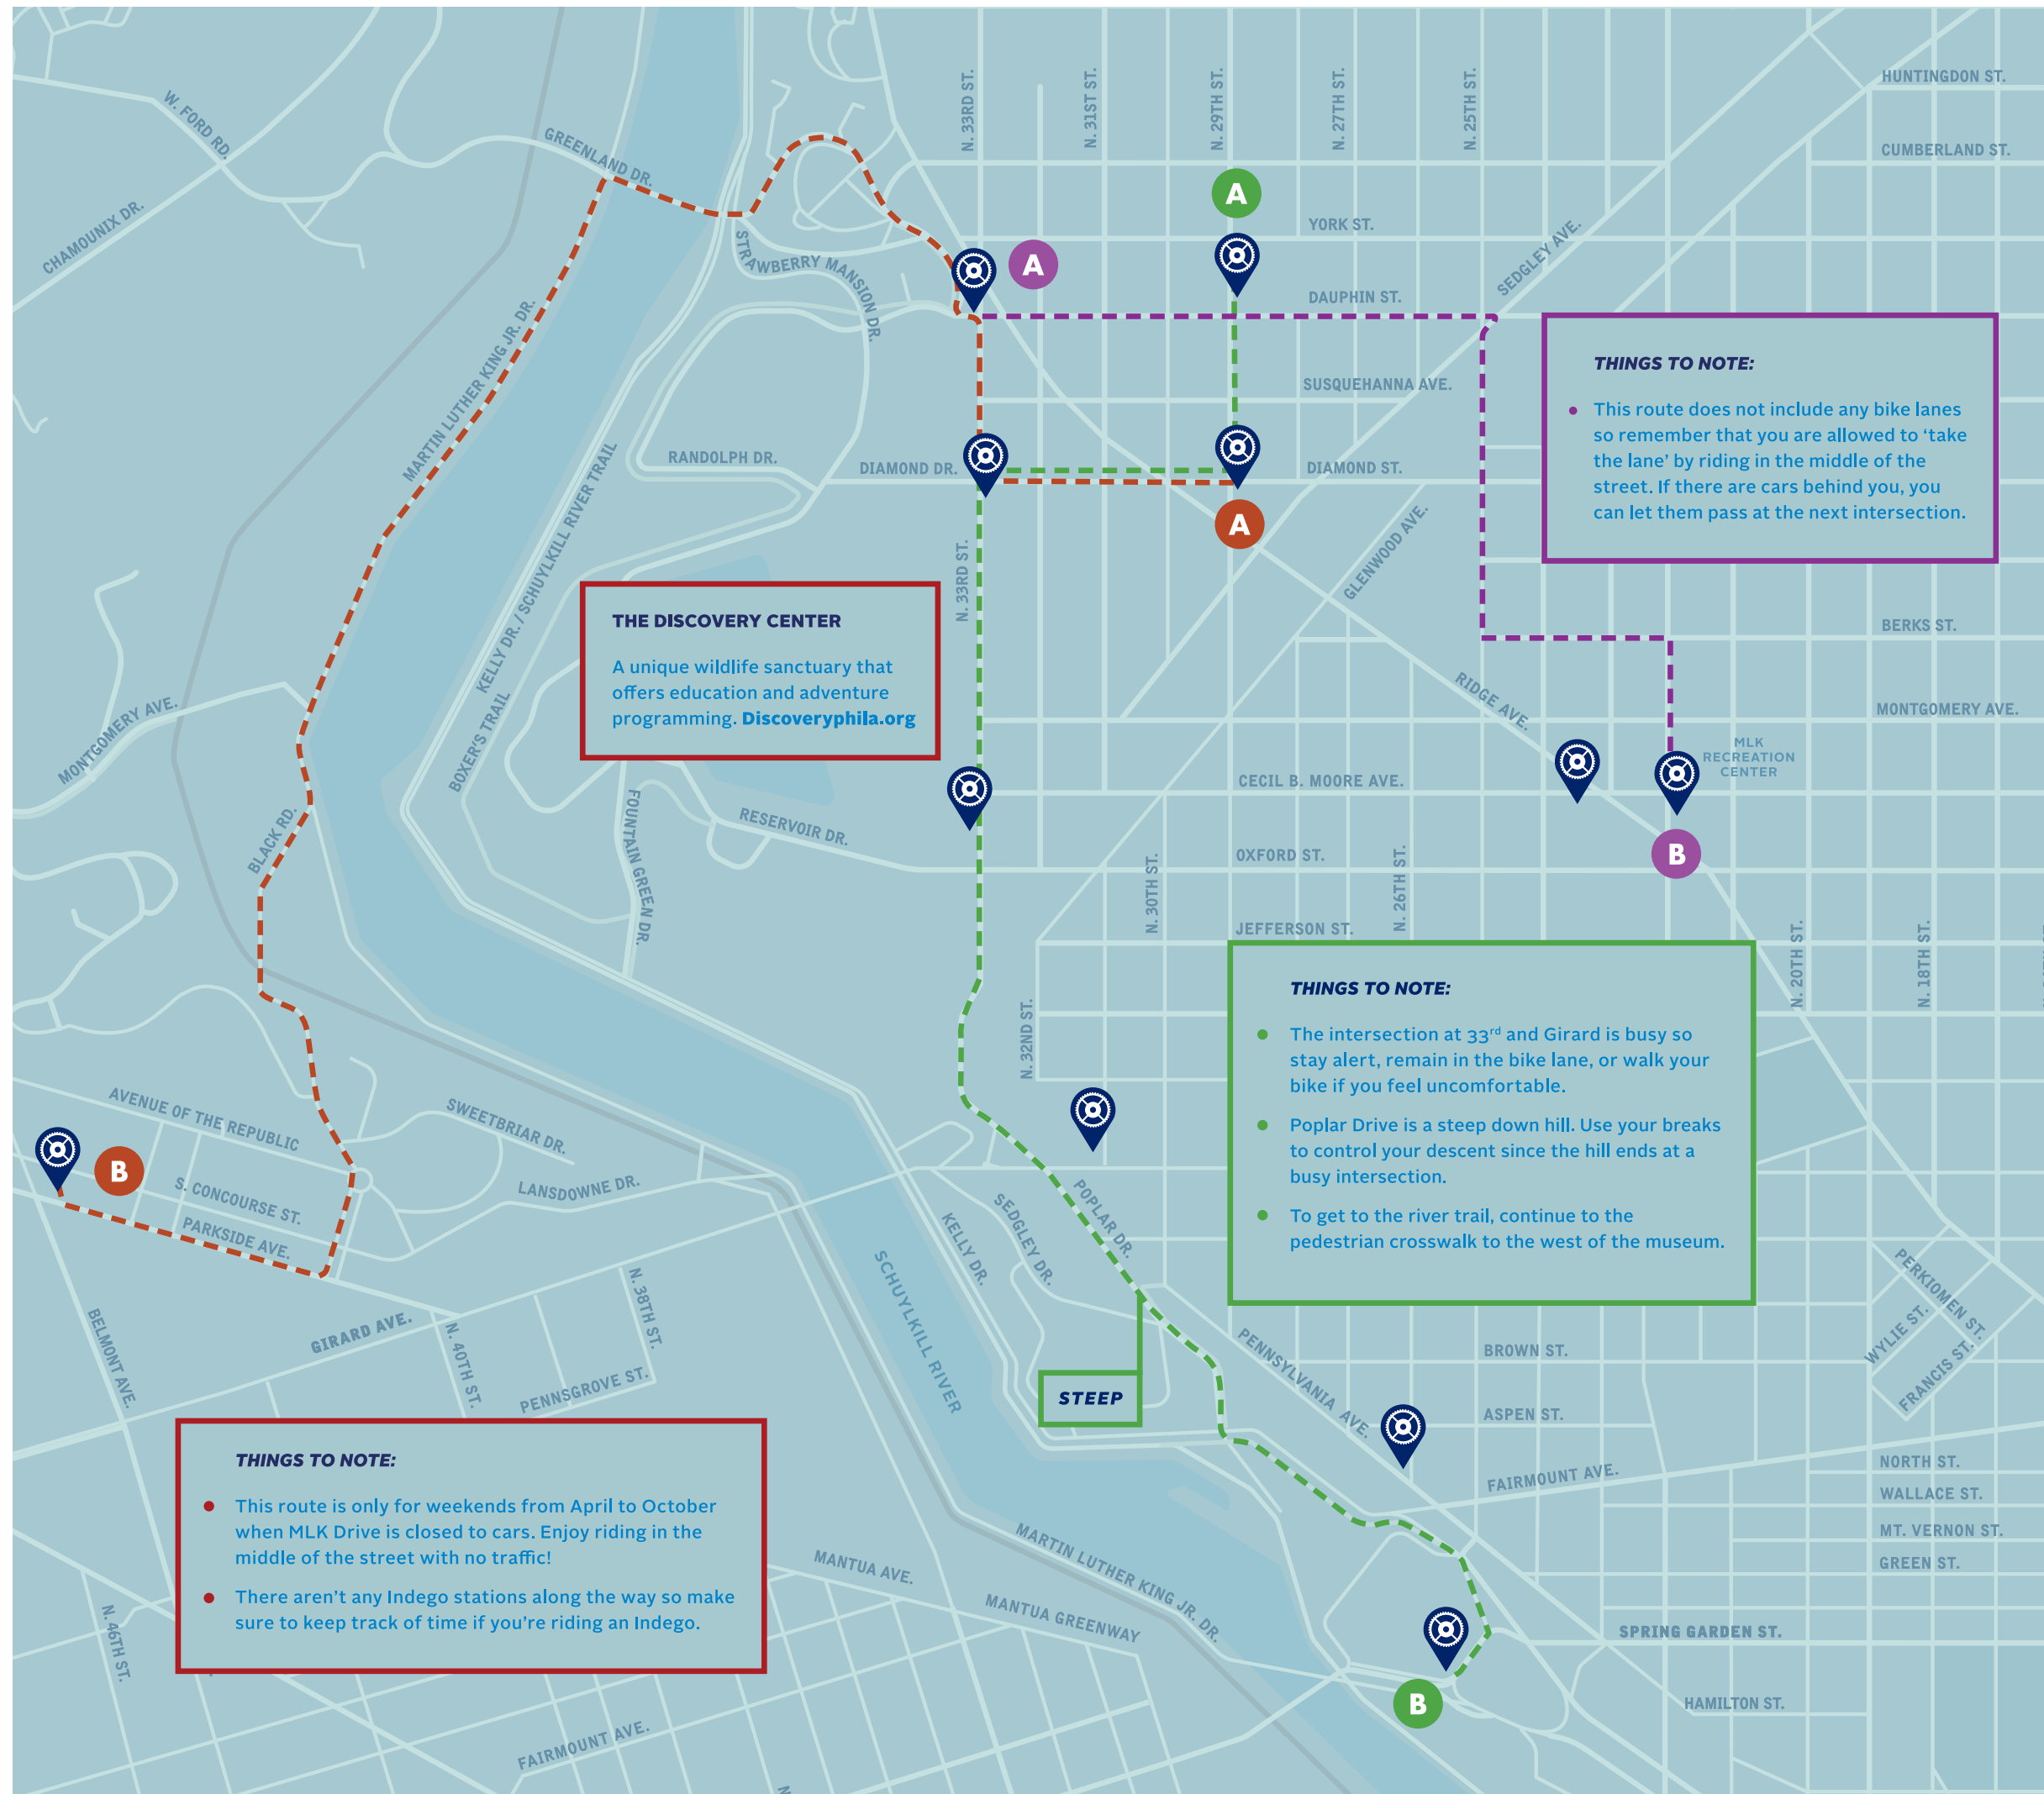 HUNTINGDON ST.
W. FORD RD.
N. 33RD ST.
N. 31ST ST.
N. 29TH ST.
N. 27TH ST.
N. 25TH ST.
GREENLAND DR.
CUMBERLAND ST.
CHAMOUNIX DR.
A
YORK ST.
STRAWBERRY MANSION DR.
A
SEDGLEY AVE.
DAUPHIN ST.
MARTIN LUTHER KING JR. DR.
SUSQUEHANNA AVE.
THINGS TO NOTE:
• This route does not include any bike lanes
so remember that you are allowed to ‘take
the lane’ by riding in the middle of the
street. If there are cars behind you, you
can let them pass at the next intersection.
RANDOLPH DR.
DIAMOND DR.
DIAMOND ST.
A
KELLY DR. / SCHUYLKILL RIVER TRAIL
N. 33RD ST.
GLENWOOD AVE.
THE DISCOVERY CENTER
A unique wildlife sanctuary that
offers education and adventure
programming. Discoveryphila.org
BERKS ST.
RIDGE AVE.
MONTGOMERY AVE.
MONTGOMERY AVE.
BOXER'S TRAIL
MLK
RECREATION
CENTER
CECIL B. MOORE AVE.
BLACK RD.
FOUNTAIN GREEN DR.
RESERVOIR DR.
OXFORD ST.
B
N. 30TH ST.
N. 26TH ST.
JEFFERSON ST.
N. 20TH ST.
N. 18TH ST.
N. 32ND ST.
THINGS TO NOTE:
• The intersection at 33rd and Girard is busy so
stay alert, remain in the bike lane, or walk your
bike if you feel uncomfortable.
• Poplar Drive is a steep down hill. Use your breaks
to control your descent since the hill ends at a
busy intersection.
• To get to the river trail, continue to the
pedestrian crosswalk to the west of the museum.
AVENUE OF THE REPUBLIC
SWEETBRIAR DR.
B
S. CONCOURSE ST.
LANSDOWNE DR.
PARKSIDE AVE.
POPLAR DR.
SEDGLEY DR.
KELLY DR.
SCHUYLKILL RIVER
N. 38TH ST.
PERKIOMEN ST.
WYLIE ST.
FRANCIS ST.
BELMONT AVE.
GIRARD AVE.
N. 40TH ST.
PENNSGROVE ST.
PENNSYLVANIA AVE.
BROWN ST.
STEEP
ASPEN ST.
FAIRMOUNT AVE.
NORTH ST.
WALLACE ST.
MT. VERNON ST.
GREEN ST.
THINGS TO NOTE:
• This route is only for weekends from April to October
when MLK Drive is closed to cars. Enjoy riding in the
middle of the street with no traffic!
• There aren’t any Indego stations along the way so make
sure to keep track of time if you’re riding an Indego.
MANTUA AVE.
MARTIN LUTHER KING JR. DR.
MANTUA GREENWAY
N. 46TH ST.
SPRING GARDEN ST.
B
HAMILTON ST.
FAIRMOUNT AVE.